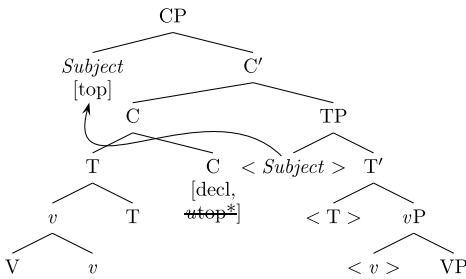 CP
Subject C′
[top]
C TP
T C < Subject > T′
[decl,
v T utop*] < T > vP
V v < v > VP